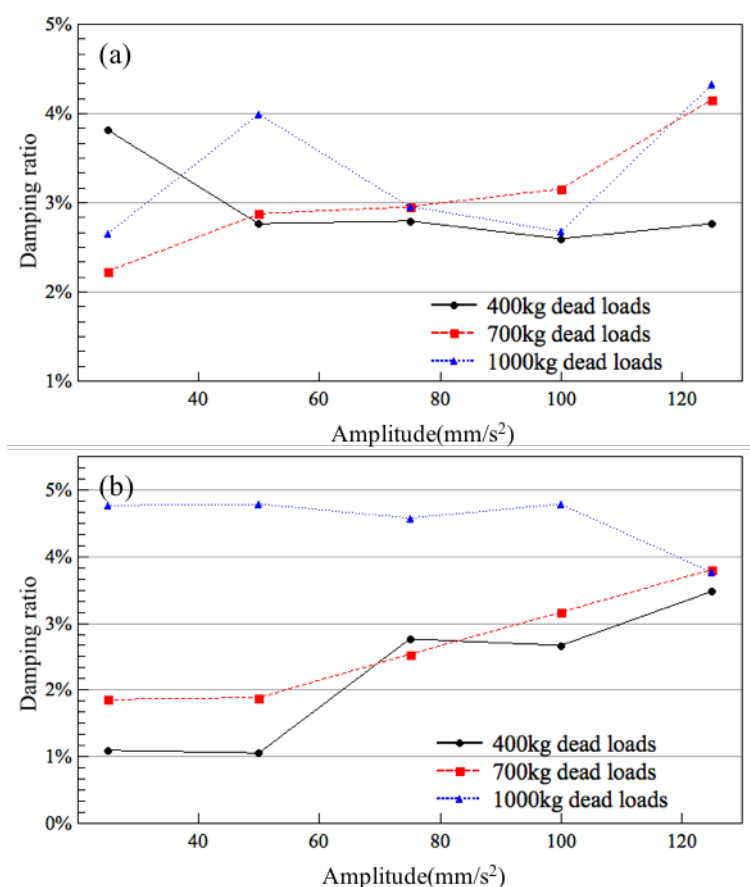 5%
(a)
4%
Damping ratio
3%
2%
400kg dead loads
700kg dead loads
1000kg dead loads
1%
40 60 80 100 120
Amplitude(mm/s²)
(b)
5%
4%
Damping ratio
3%
2%
1%
400kg dead loads
700kg dead loads
1000kg dead loads
0%
40 60 80 100 120
Amplitude(mm/s²)